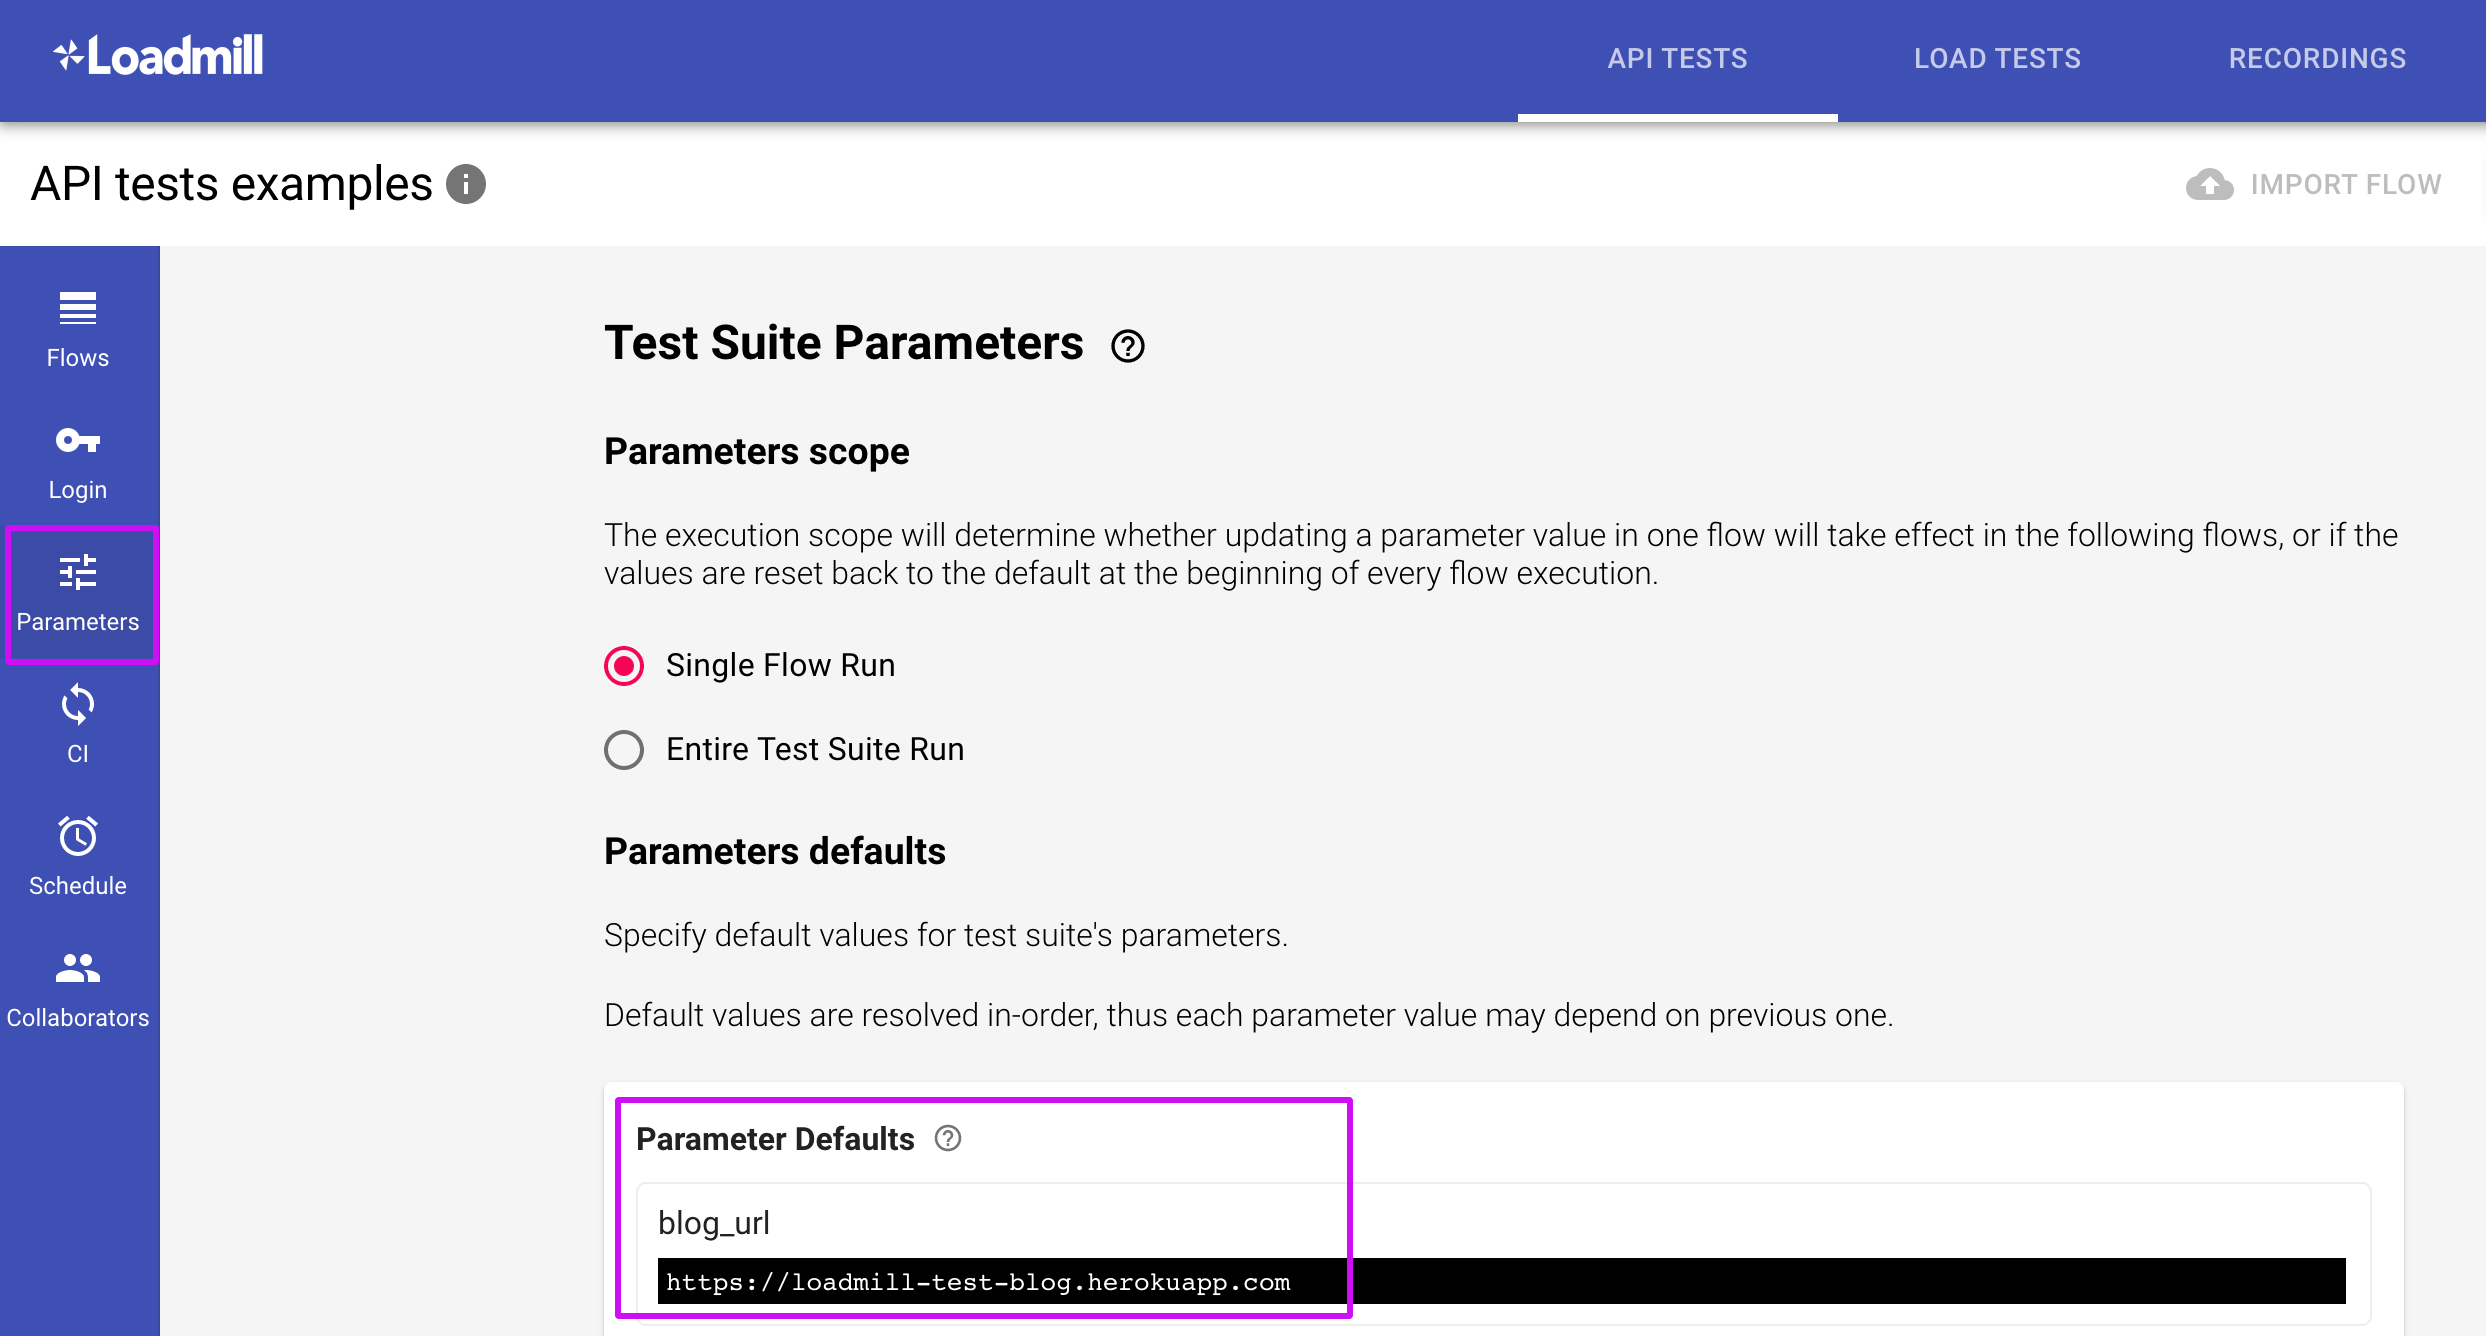 Loadmill
API TESTS
LOAD TESTS
RECORDINGS
API tests examples
IMPORT FLOW
Flows
Login
Parameters
CI
Schedule
Collaborators
Test Suite Parameters
Parameters scope
The execution scope will determine whether updating a parameter value in one flow will take effect in the following flows, or if the
values are reset back to the default at the beginning of every flow execution.
Single Flow Run
Entire Test Suite Run
Parameters defaults
Specify default values for test suite's parameters.
Default values are resolved in-order, thus each parameter value may depend on previous one.
Parameter Defaults
blog_url
https://loadmill-test-blog.herokuapp.com